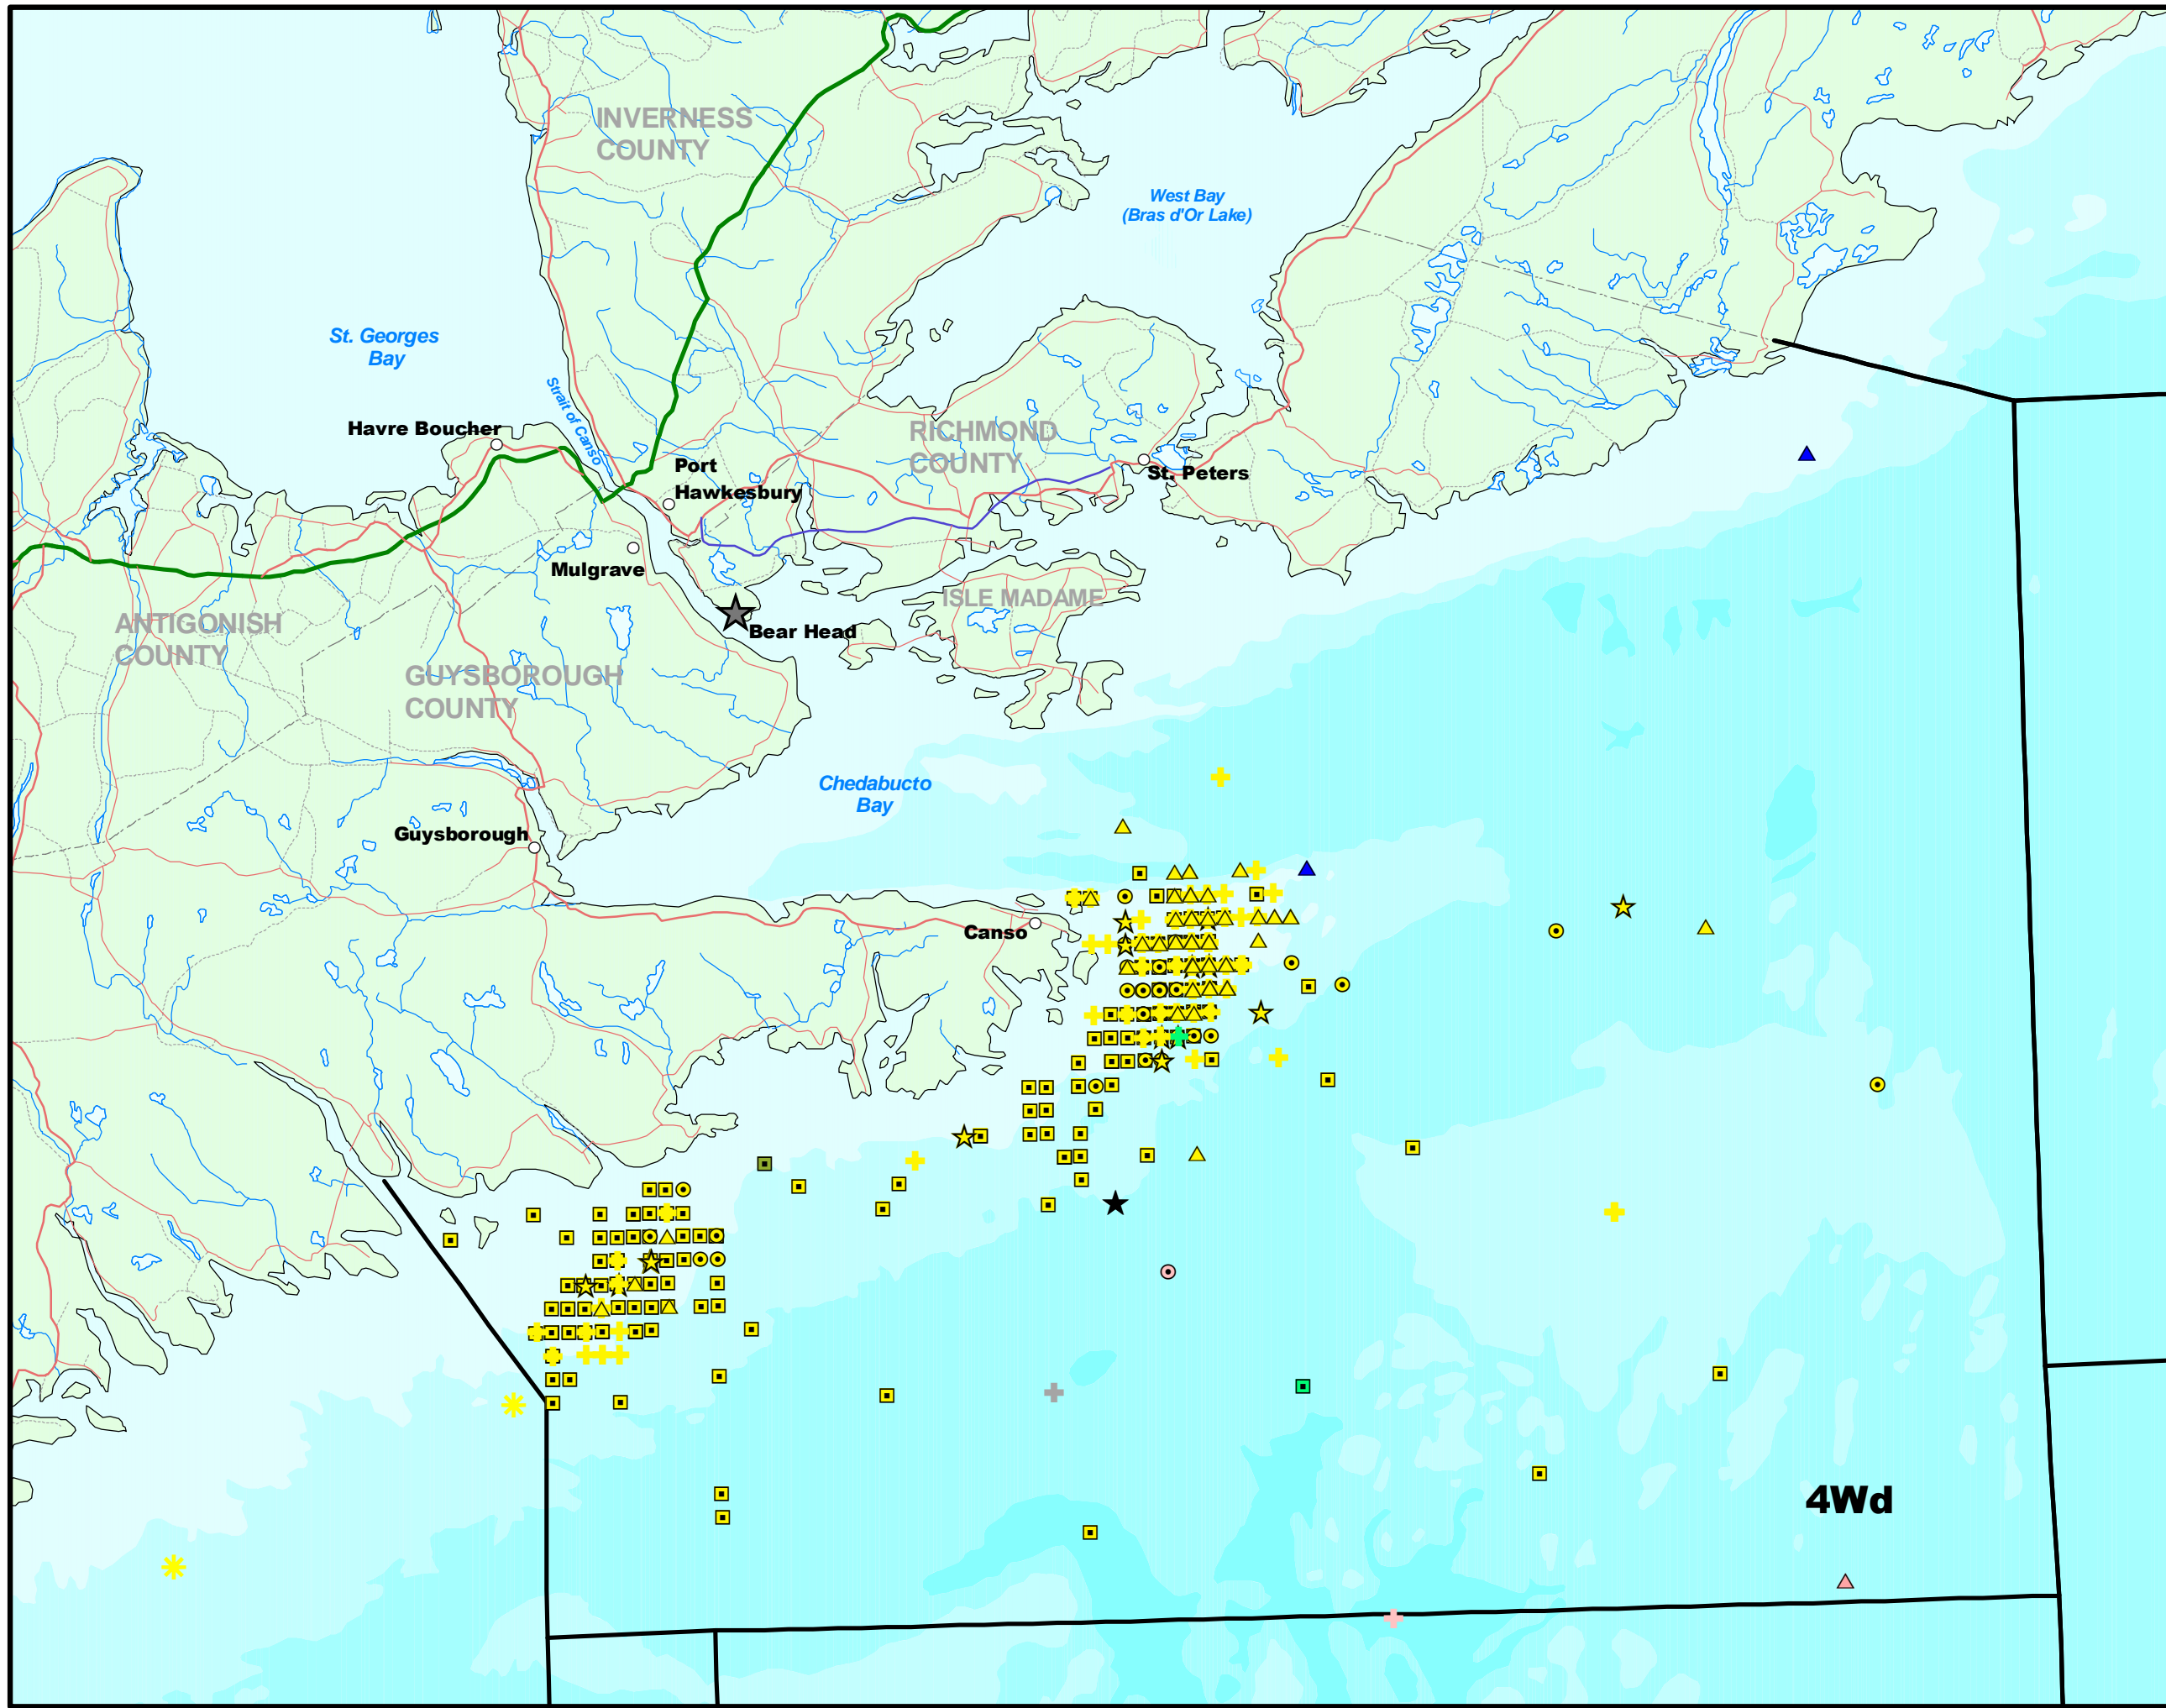 INVERNESS
COUNTY
West Bay
(Bras d'Or Lake)
St. Georges
Bay
Strait of Canso
Havre Boucher
Port
Hawkesbury
RICHMOND
COUNTY
St. Peters
Mulgrave
ISLE MADAME
Bear Head
ANTIGONISH
COUNTY
GUYSBOROUGH
COUNTY
Chedabucto
Bay
Guysborough
Canso
4Wd